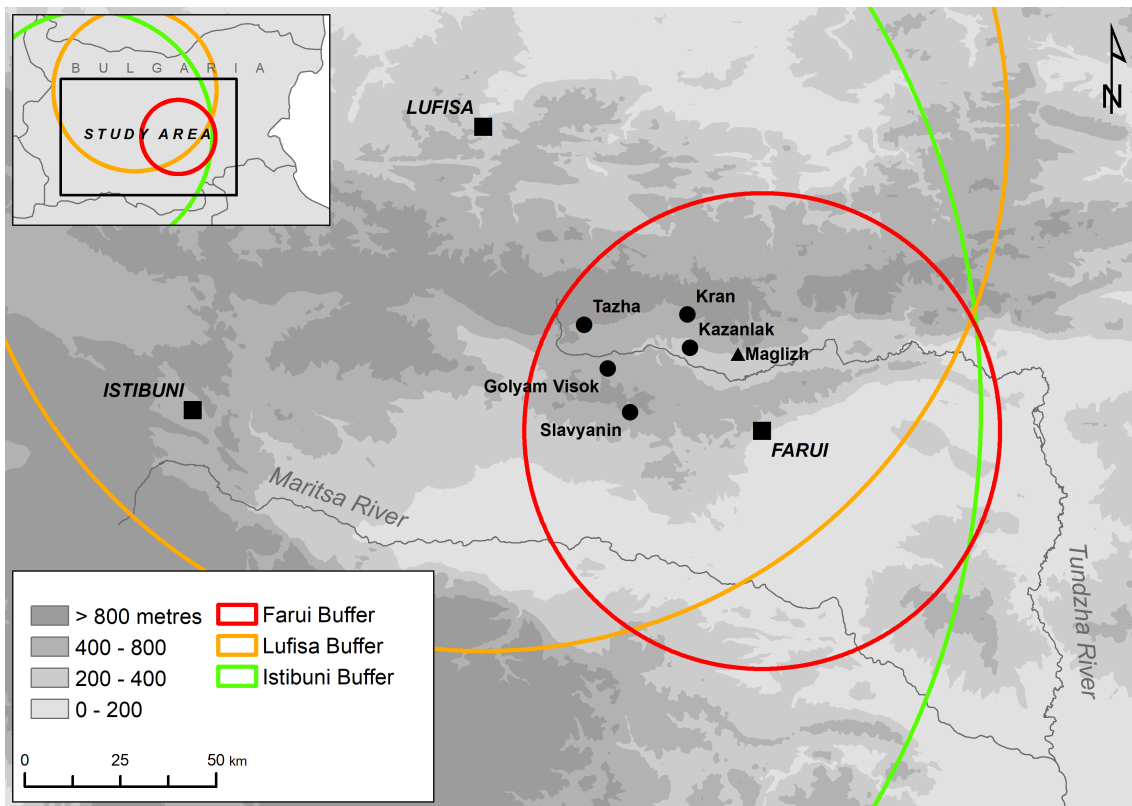 BULGARIA
STUDY AREA
N
LUFISA
Tazha
Kran
Kazanlak
Maglizh
Golyam Visok
ISTIBUNI
Slavyanin
FARUI
Maritsa River
Tundzha River
> 800 metres
400 - 800
200 - 400
0 - 200
Farui Buffer
Lufisa Buffer
Istibuni Buffer
0 25 50 km